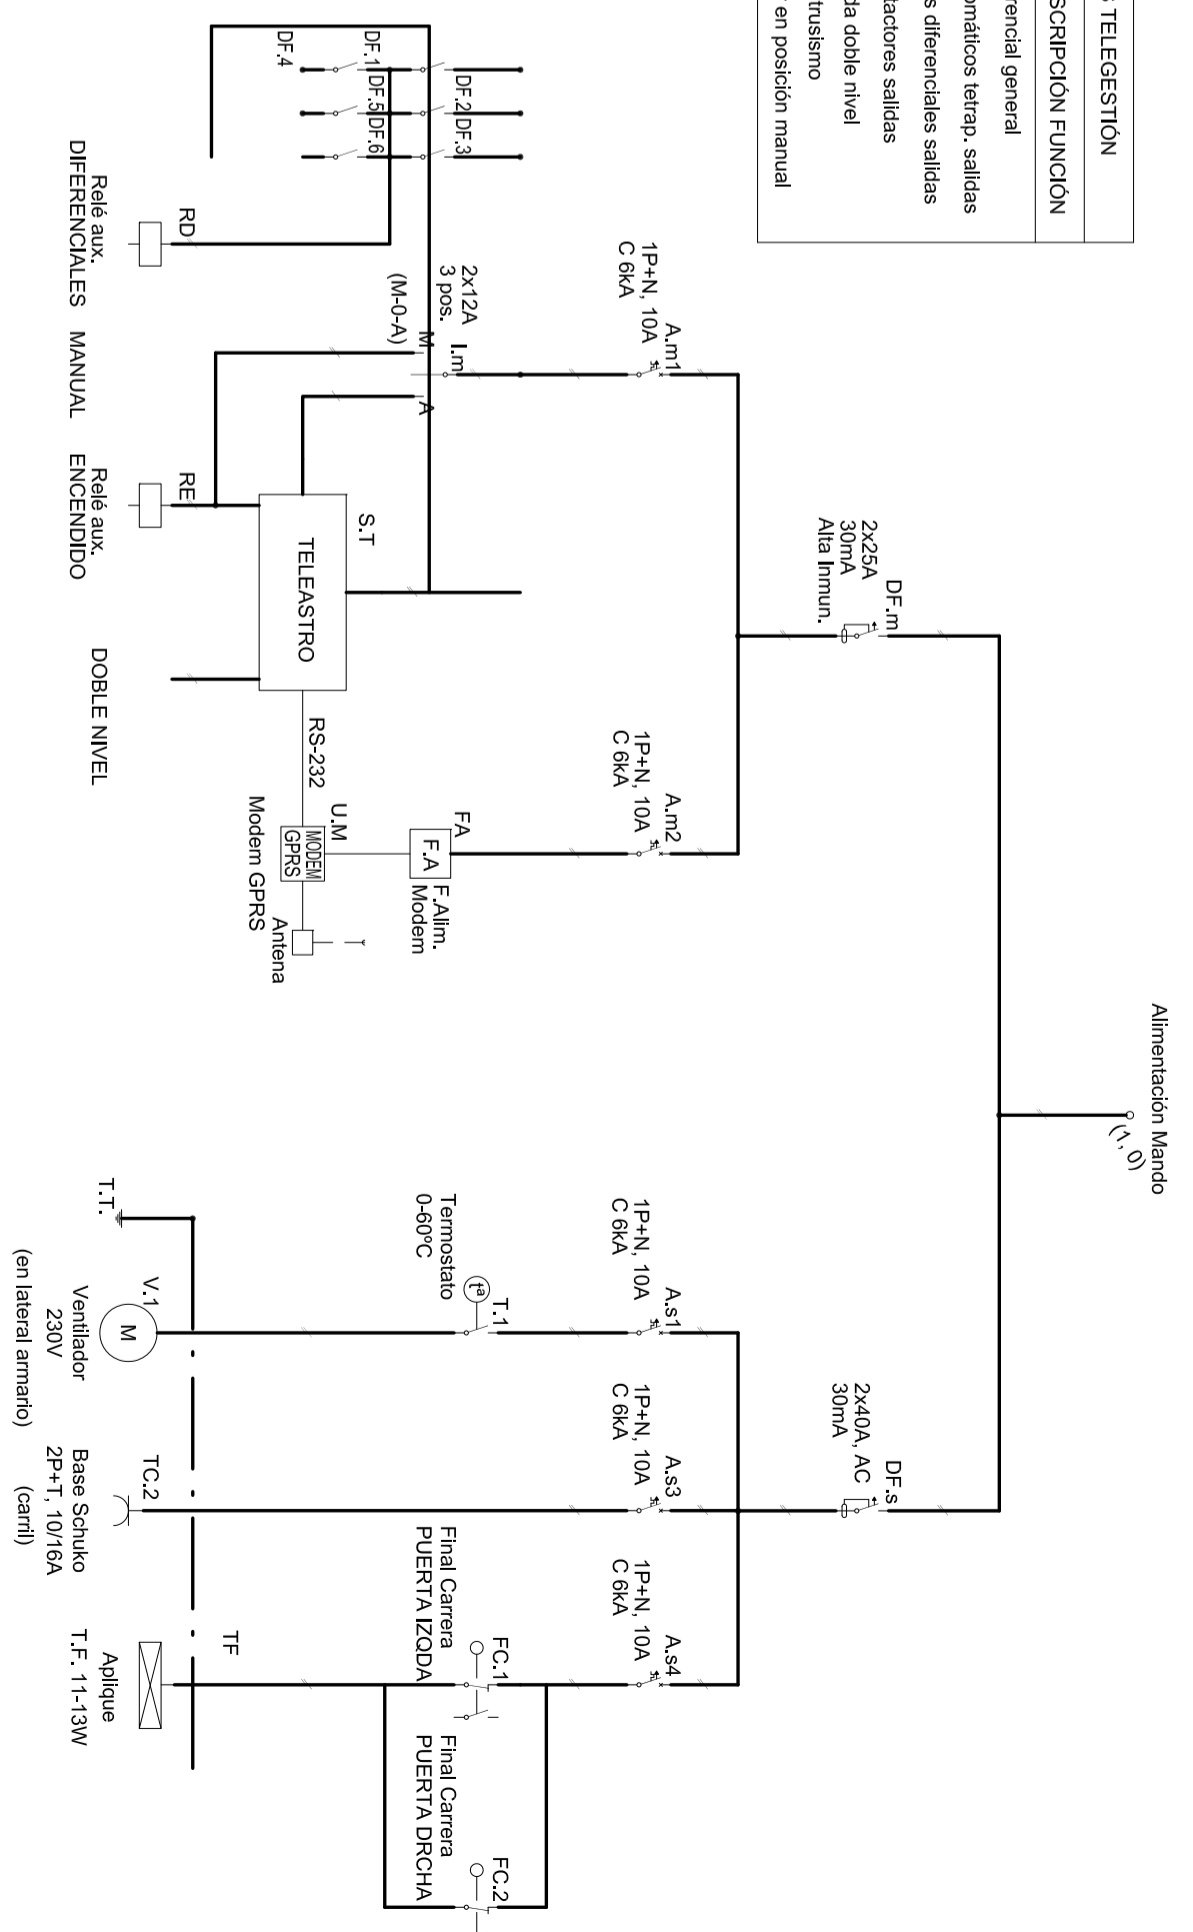 S TELEGESTIÓN
SCRIPCIÓN FUNCIÓN
rencial general
omáticos tetrap. salidas
s diferenciales salidas
tactores salidas
da doble nivel
trusismo
r en posición manual
Alimentación Mando
(1, 0)
DF.m
2x25A
30mA
Alta Inmun.
DF.s
2x40A, AC
30mA
A.m1
1P+N, 10A
C 6kA
A.m2
1P+N, 10A
C 6kA
A.s1
1P+N, 10A
C 6kA
A.s3
1P+N, 10A
C 6kA
A.s4
1P+N, 10A
C 6kA
DF.2
DF.3
DF.1
DF.5
DF.6
DF.4
2x12A
3 pos.
I.m
(M-0-A)
M
A
FA
F.A
F.Alim.
Modem
T.1
tª
Termostato
0-60ºC
FC.1
Final Carrera
PUERTA IZQDA
FC.2
Final Carrera
PUERTA DRCHA
S.T
TELEASTRO
RS-232
U.M
MODEM
GPRS
Modem GPRS
Antena
RD
RE
TF
V.1
M
TC.2
T.T.
Relé aux.
DIFERENCIALES
MANUAL
Relé aux.
ENCENDIDO
DOBLE NIVEL
Ventilador
230V
(en lateral armario)
Base Schuko
2P+T, 10/16A
(carril)
Aplique
T.F. 11-13W